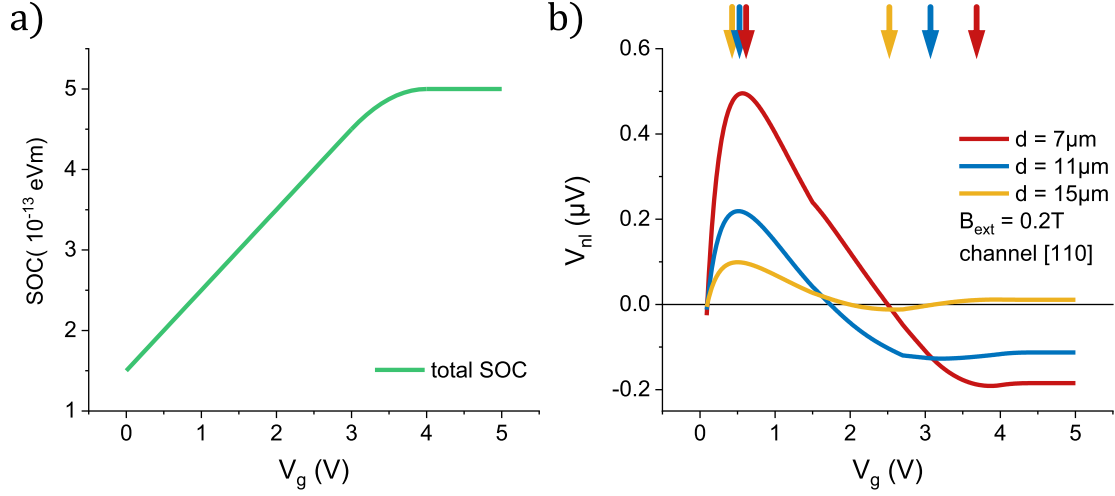 a)
SOC( 10⁻¹³ eVm)
5
4
3
2
1
total SOC
0 1 2 3 4 5
V_g (V)
b)
V_nl (µV)
0.6
0.4
0.2
0.0
-0.2
d = 7µm
d = 11µm
d = 15µm
B_ext = 0.2T
channel [110]
0 1 2 3 4 5
V_g (V)